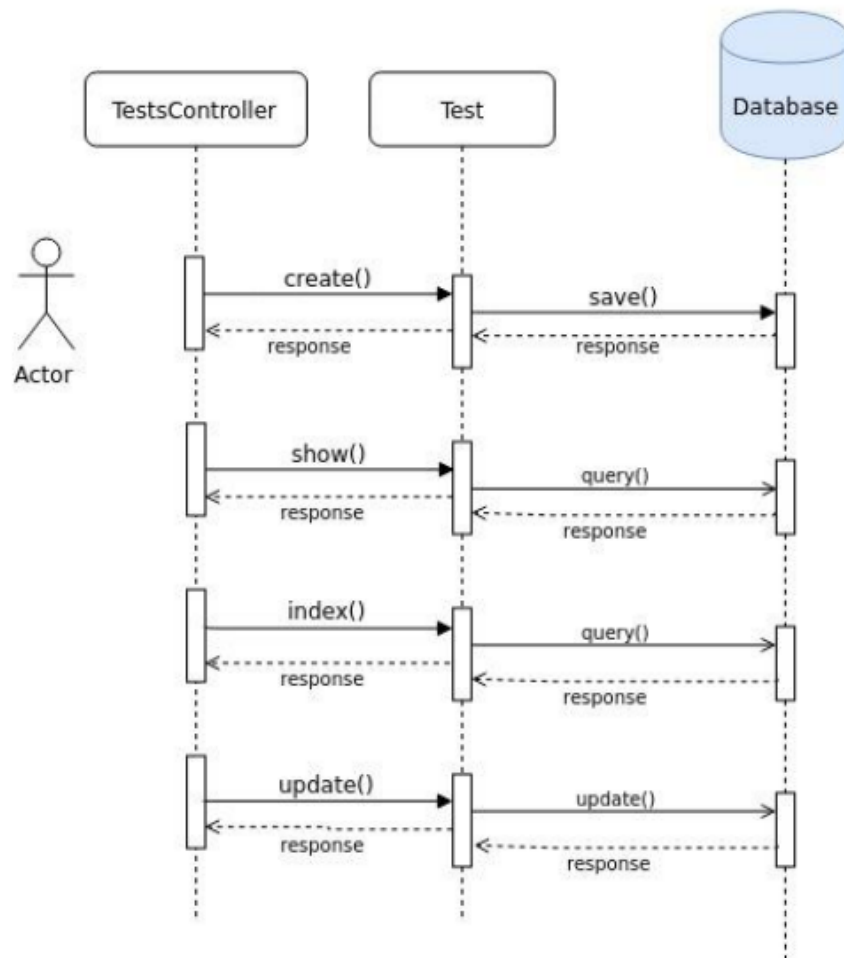 TestsController
Test
Database
Actor
create()
save()
response
response
show()
query()
response
response
index()
query()
response
response
update()
update()
response
response